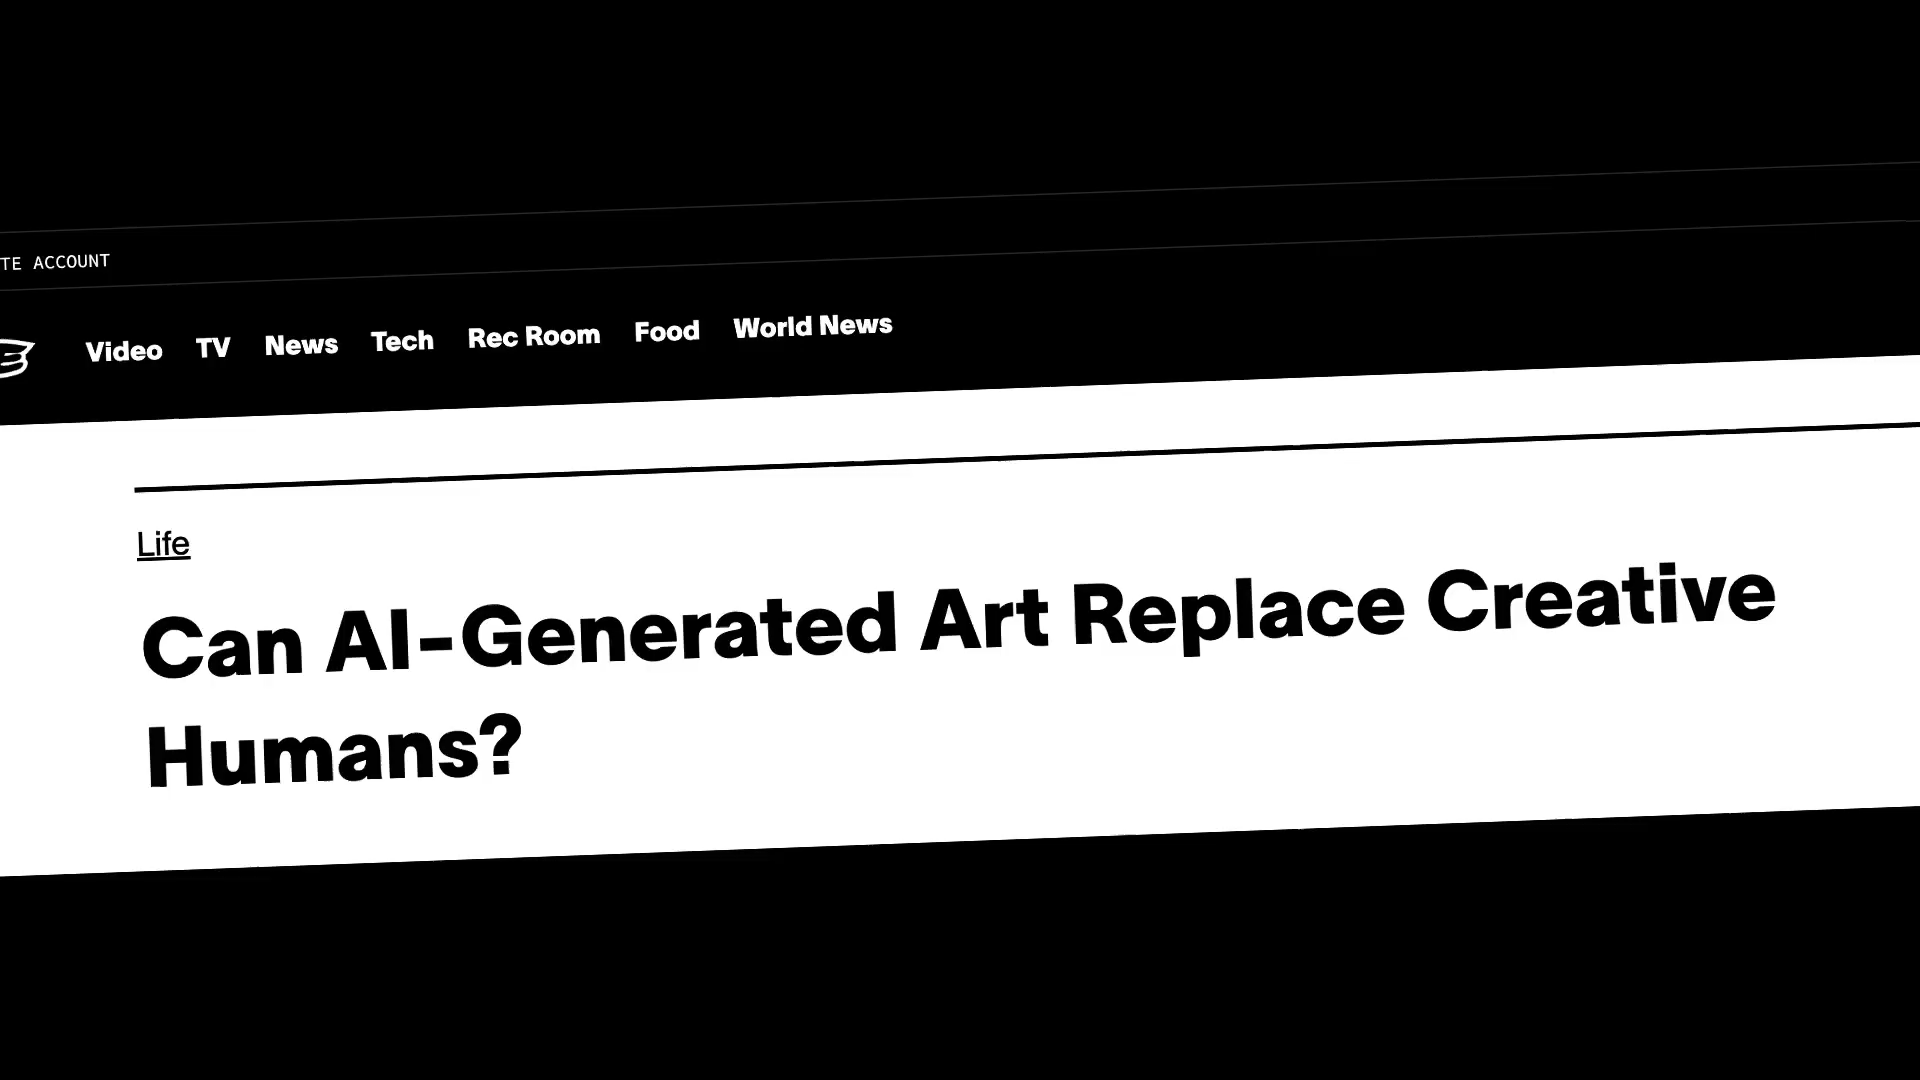 TE ACCOUNT
Video TV News Tech Rec Room Food World News
Life
Can AI-Generated Art Replace Creative
Humans?